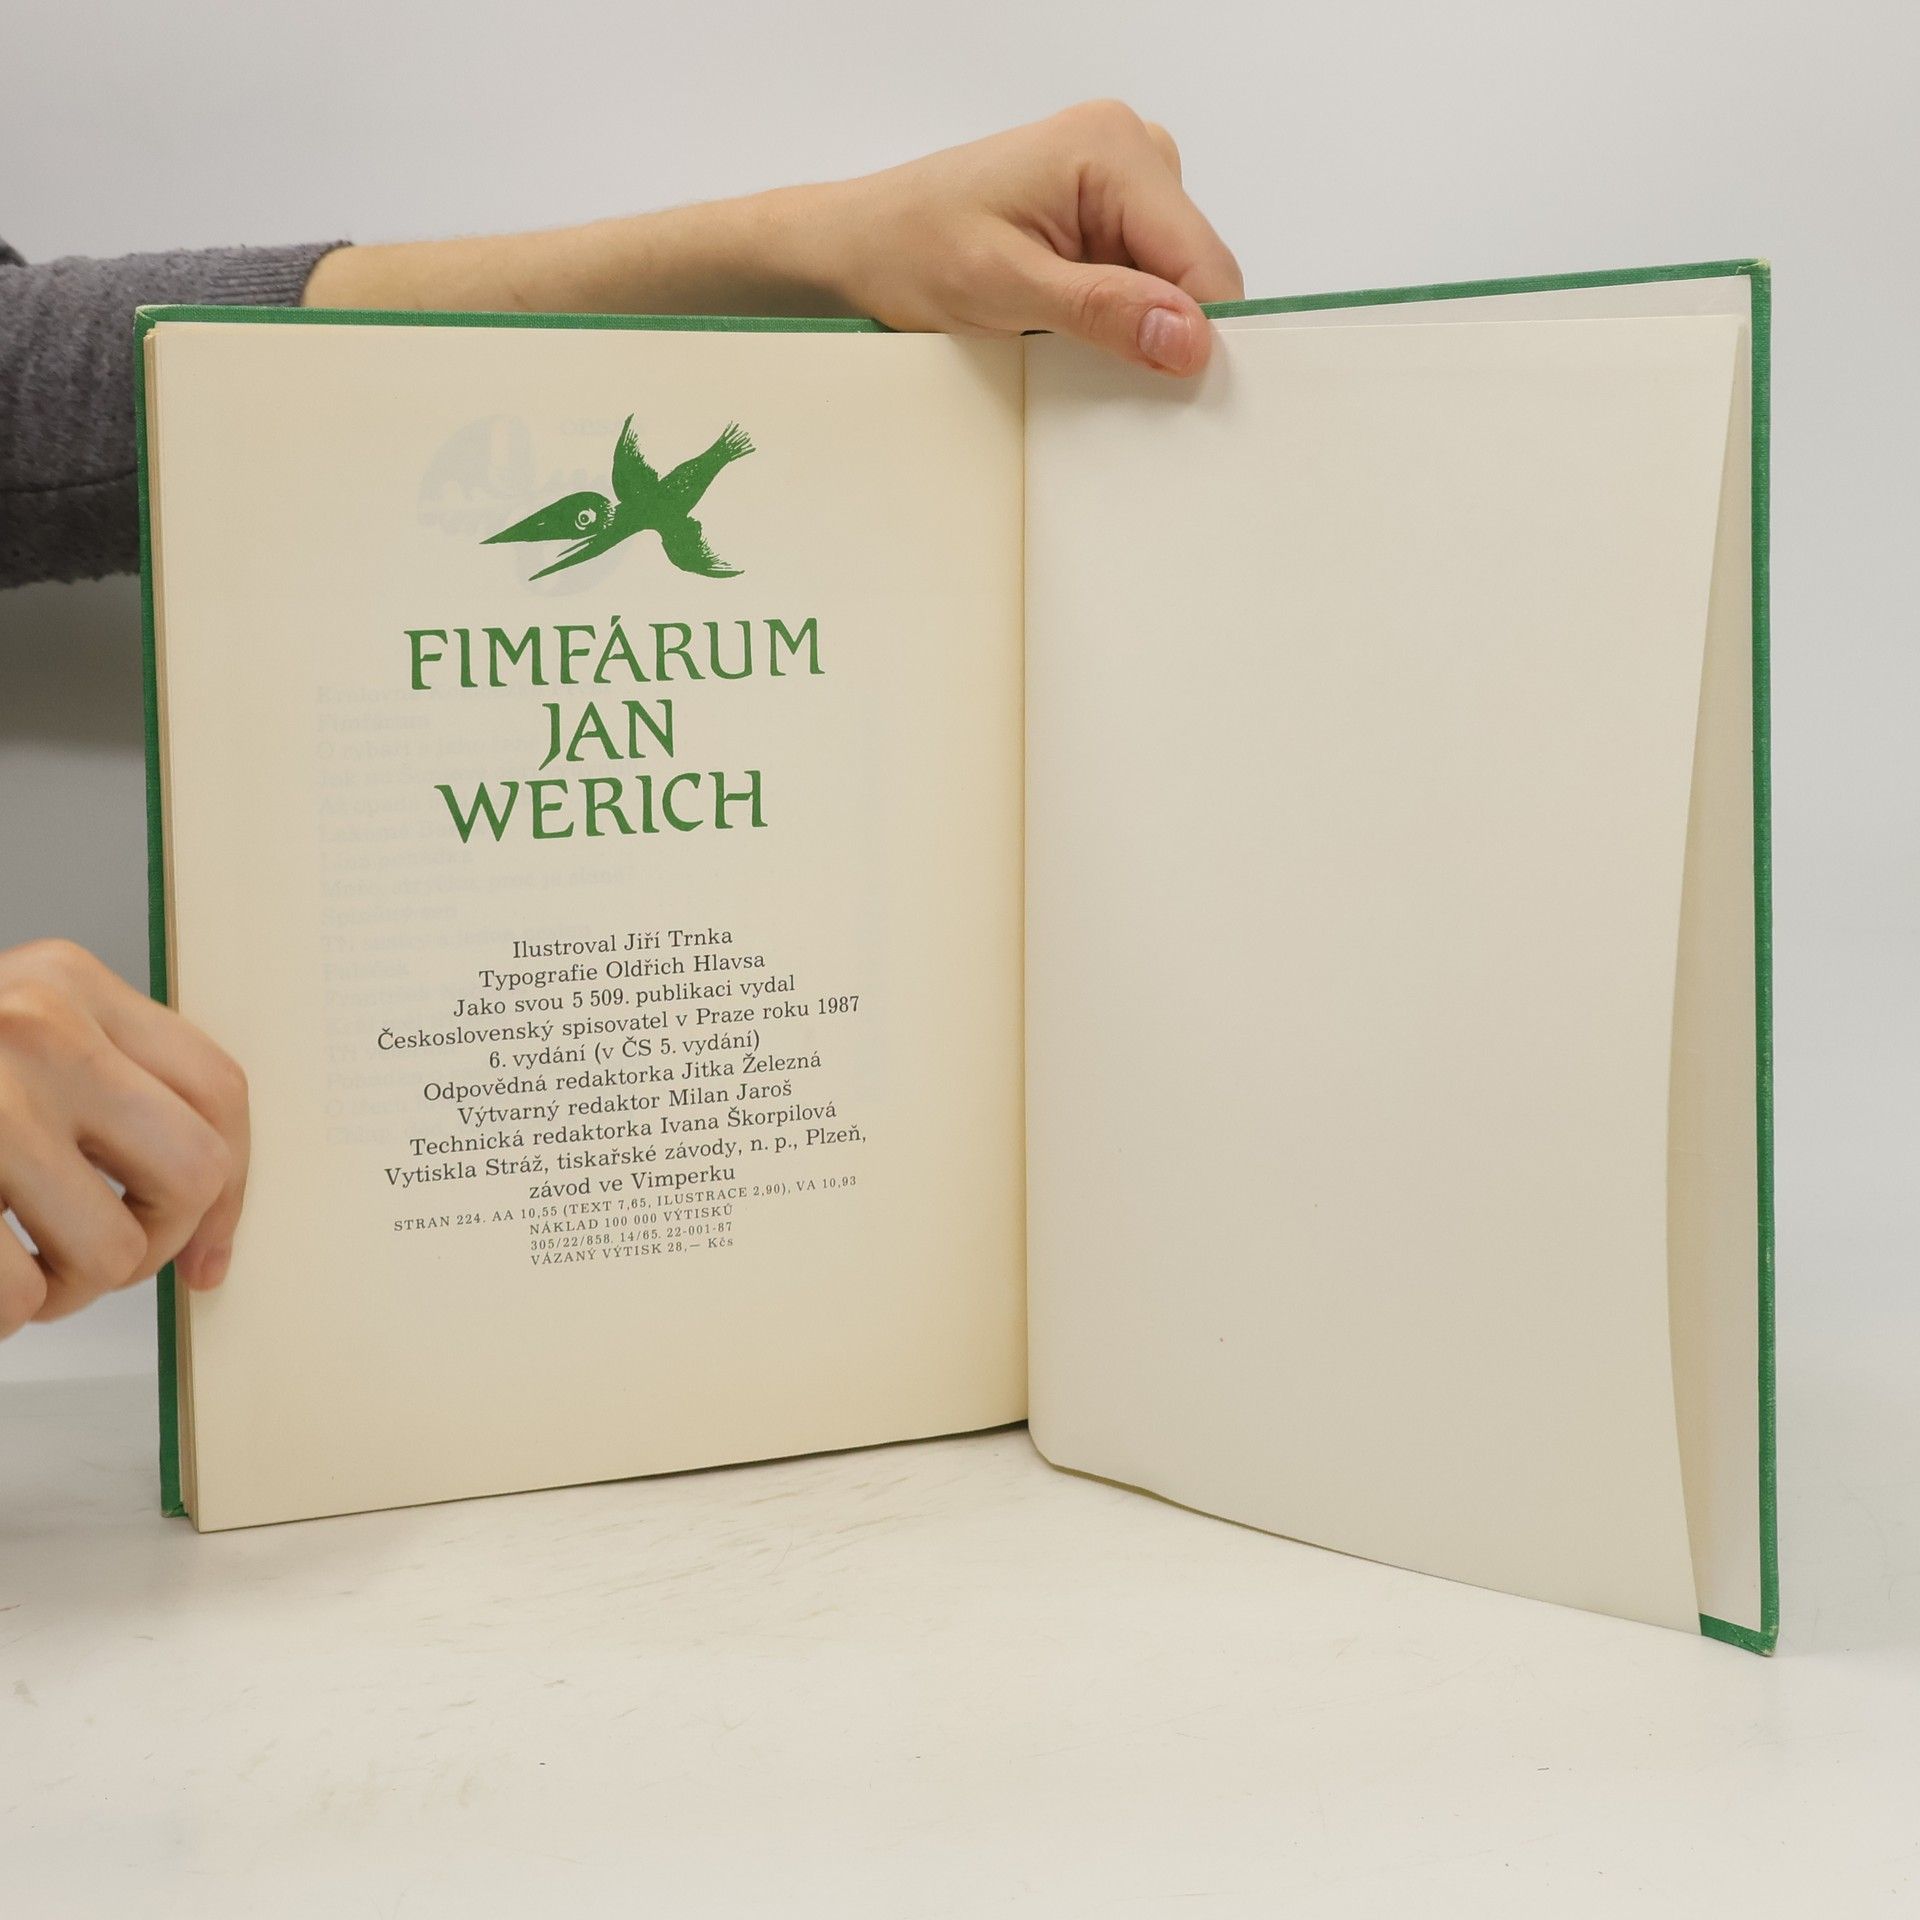 FIMFÁRUM
JAN
WERICH
Ilustroval Jiří Trnka
Typografie Oldřich Hlavsa
Jako svou 5 509. publikaci vydal
Československý spisovatel v Praze roku 1987
6. vydání (v ČS 5. vydání)
Odpovědná redaktorka Jitka Železná
Výtvarný redaktor Milan Jaroš
Technická redaktorka Ivana Škorpilová
Vytiskla Stráž, tiskařské závody, n. p., Plzeň,
závod ve Vimperku
STRAN 224. AA 10,55 (TEXT 7,65, ILUSTRACE 2,90), VA 10,93
NÁKLAD 100 000 VÝTISKŮ
305/22/858. 14/65. 22-001-87
VÁZANÝ VÝTISK 28,— Kčs